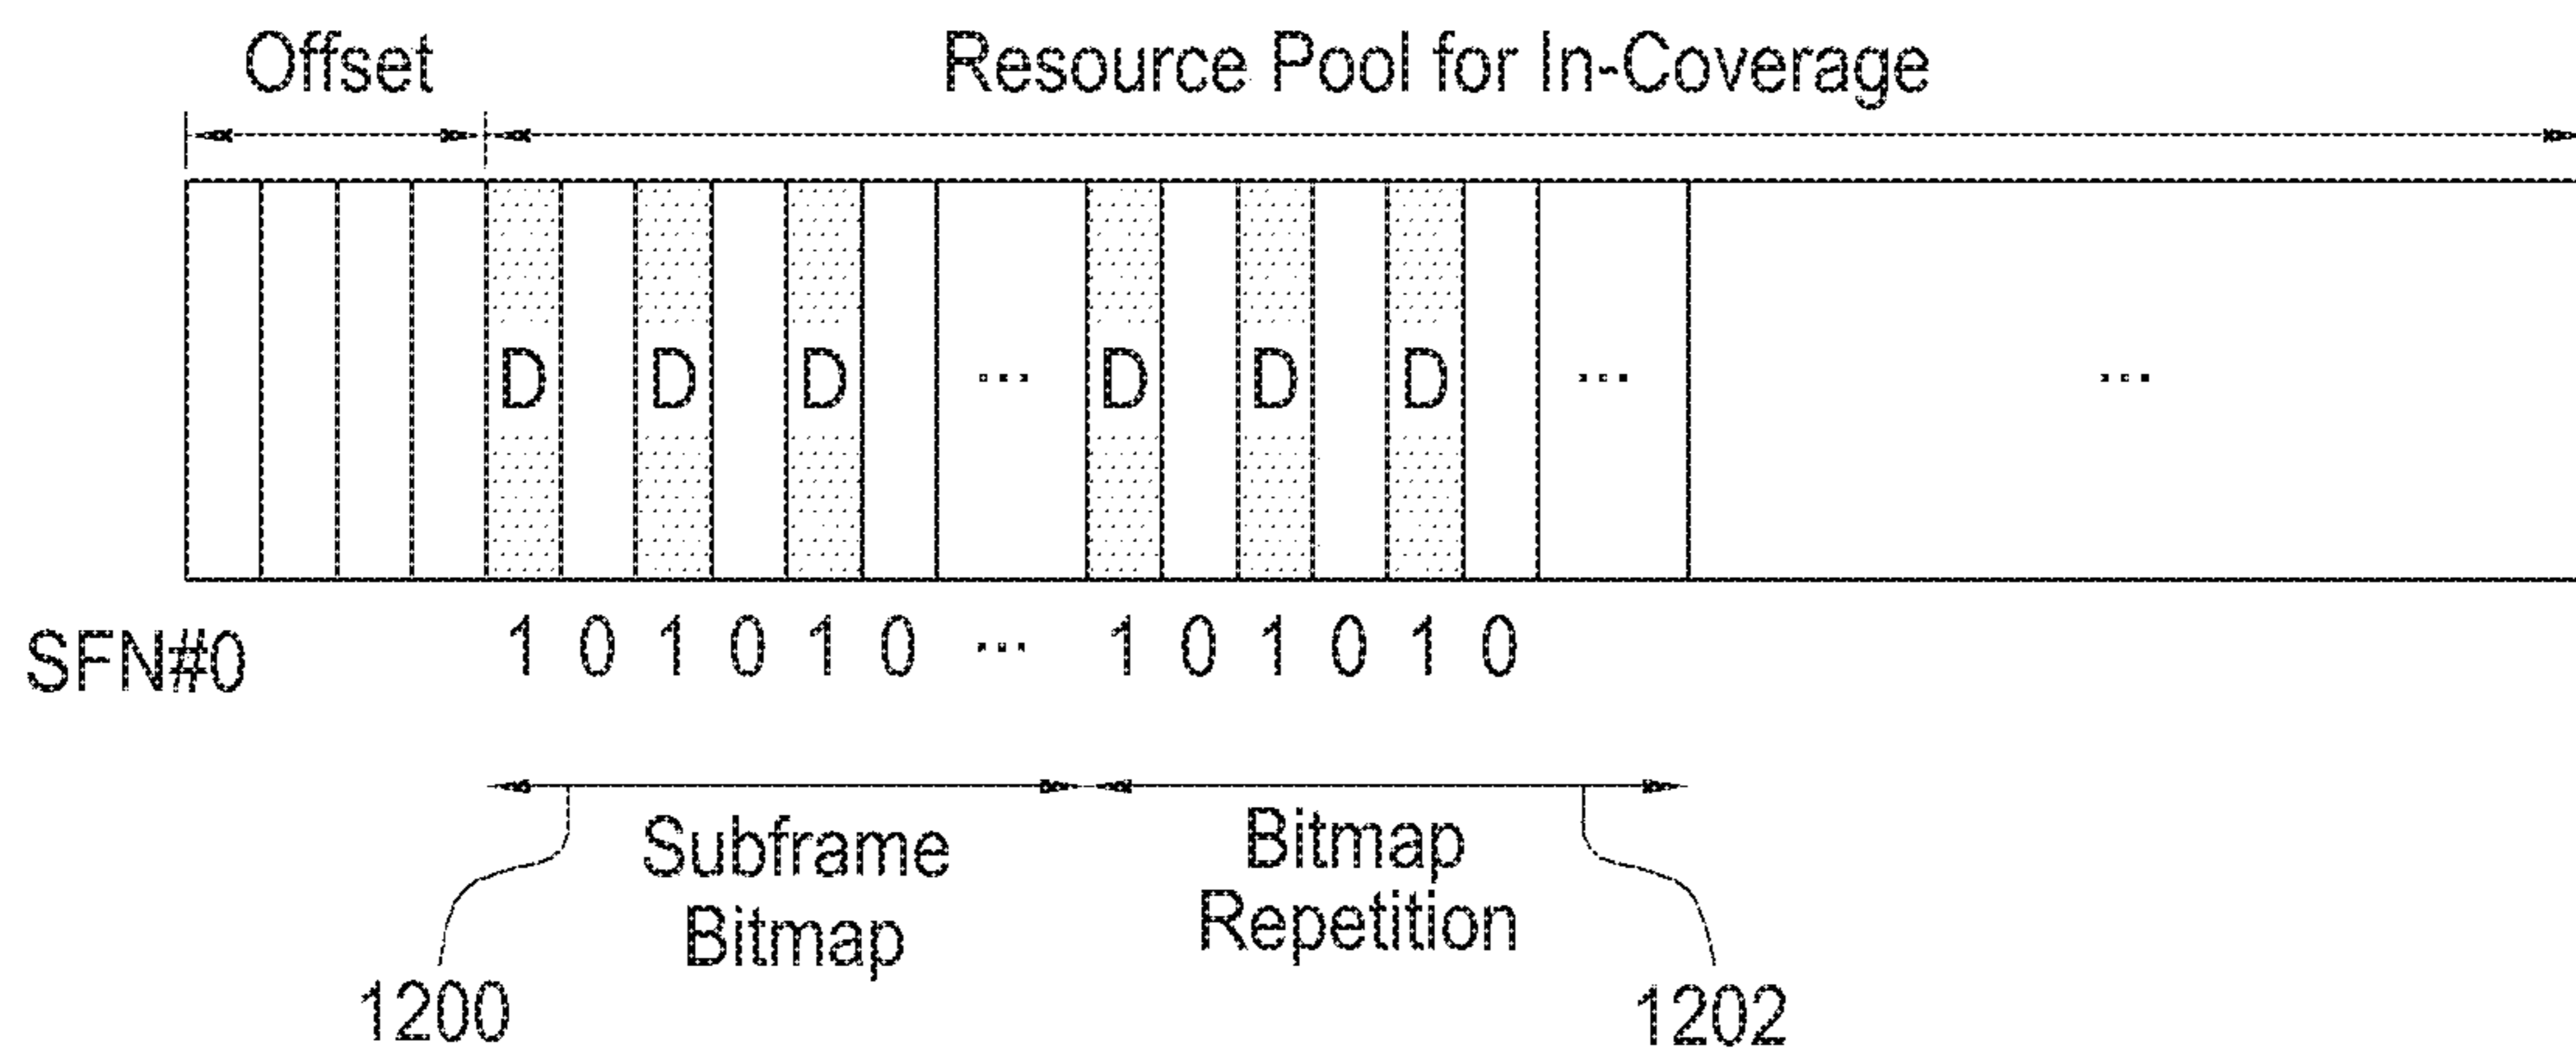 Offset Resource Pool for In-Coverage
D D D ... D D D ... ...
SFN#0 1 0 1 0 1 0 ... 1 0 1 0 1 0
Subframe
Bitmap
Bitmap
Repetition
1200 1202